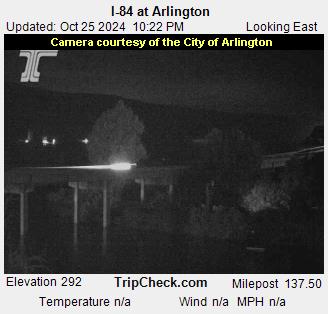 I-84 at Arlington
Updated: Oct 25 2024 10:22 PM Looking East
Camera courtesy of the City of Arlington
Elevation 292 TripCheck.com Milepost 137.50
Temperature n/a Wind n/a MPH n/a